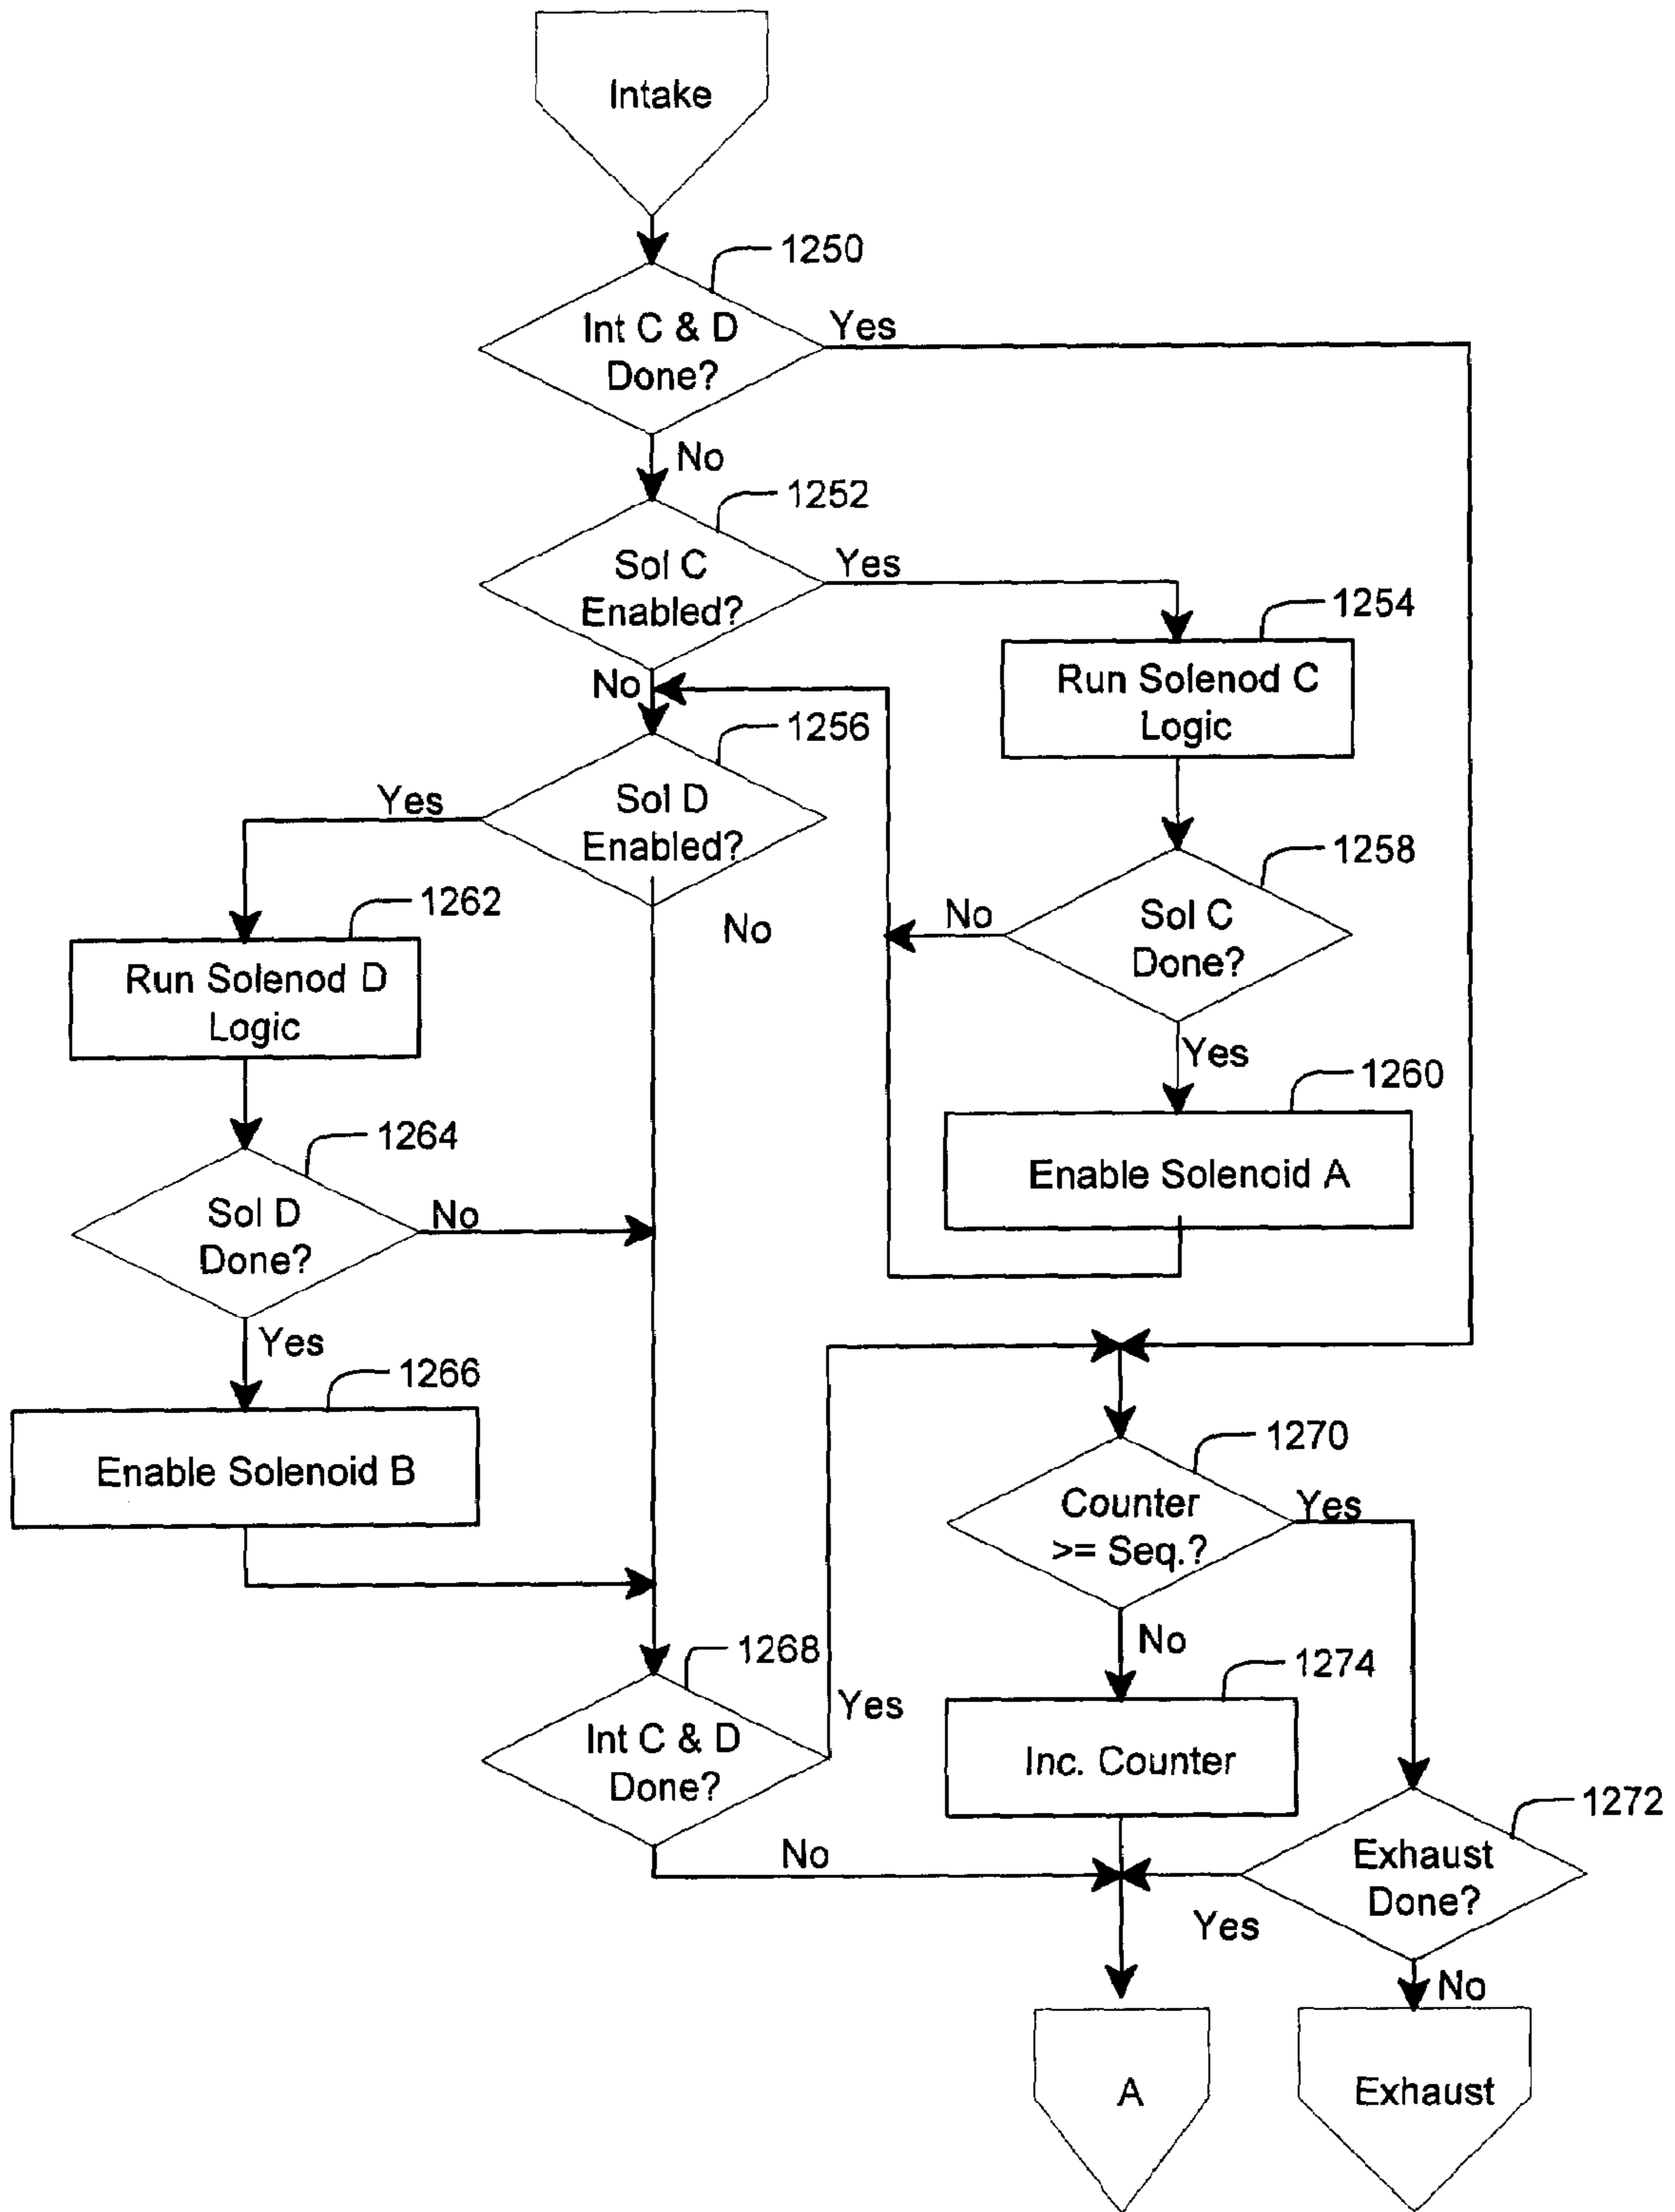 Intake
1250
Int C & D
Done?
Yes
No
1252
Sol C
Enabled?
Yes
1254
Run Solenod C
Logic
No
1256
Sol D
Enabled?
Yes
No
1258
Sol C
Done?
No
Yes
1262
Run Solenod D
Logic
1260
Enable Solenoid A
1264
Sol D
Done?
No
Yes
1266
Enable Solenoid B
1270
Counter
>= Seq.?
Yes
No
1268
Int C & D
Done?
Yes
No
1274
Inc. Counter
1272
Exhaust
Done?
Yes
No
A
Exhaust